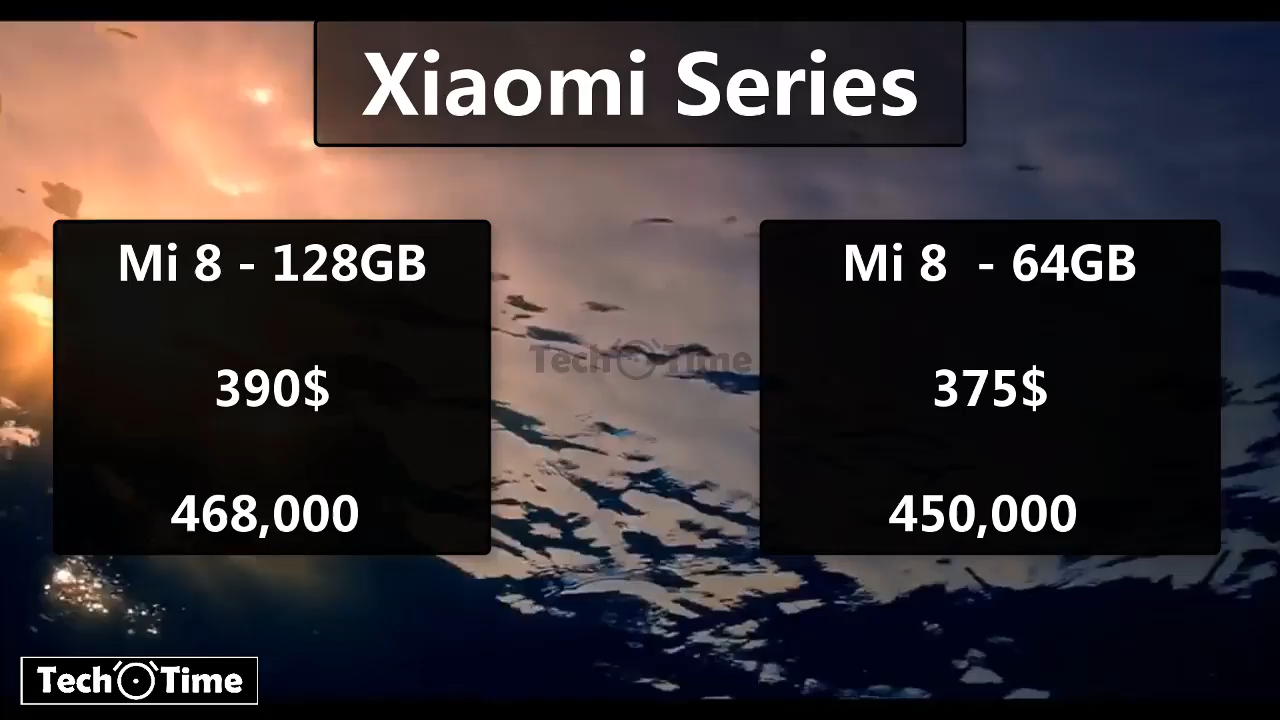 Xiaomi Series
Mi 8 - 128GB
390$
468,000
Mi 8 - 64GB
375$
450,000
Tech Time
Tech Time